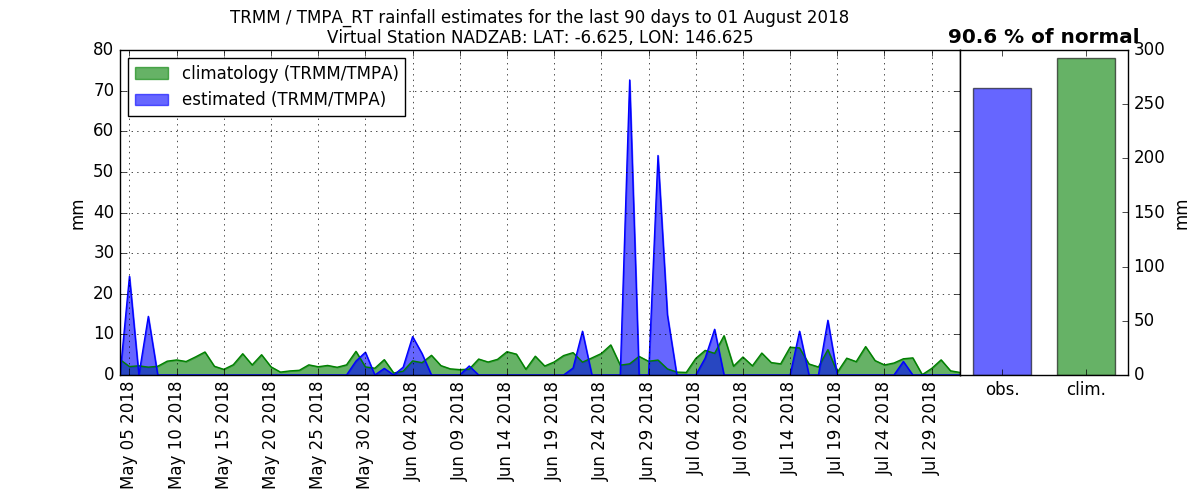 TRMM / TMPA_RT rainfall estimates for the last 90 days to 01 August 2018
Virtual Station NADZAB: LAT: -6.625, LON: 146.625
90.6 % of normal
climatology (TRMM/TMPA)
estimated (TRMM/TMPA)
80
70
60
50
40
30
20
10
0
mm
May 05 2018
May 10 2018
May 15 2018
May 20 2018
May 25 2018
May 30 2018
Jun 04 2018
Jun 09 2018
Jun 14 2018
Jun 19 2018
Jun 24 2018
Jun 29 2018
Jul 04 2018
Jul 09 2018
Jul 14 2018
Jul 19 2018
Jul 24 2018
Jul 29 2018
obs.
clim.
300
250
200
150
100
50
0
mm